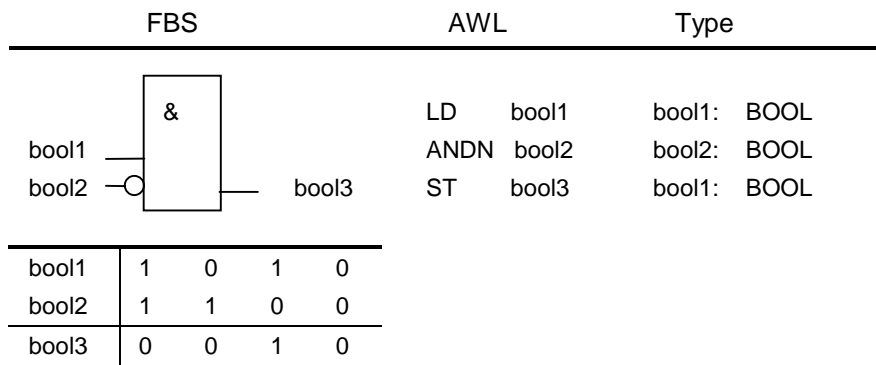 FBS AWL Type
& LD bool1 bool1: BOOL
bool1 ANDN bool2 bool2: BOOL
bool2 bool3 ST bool3 bool1: BOOL
bool1 1 0 1 0
bool2 1 1 0 0
bool3 0 0 1 0